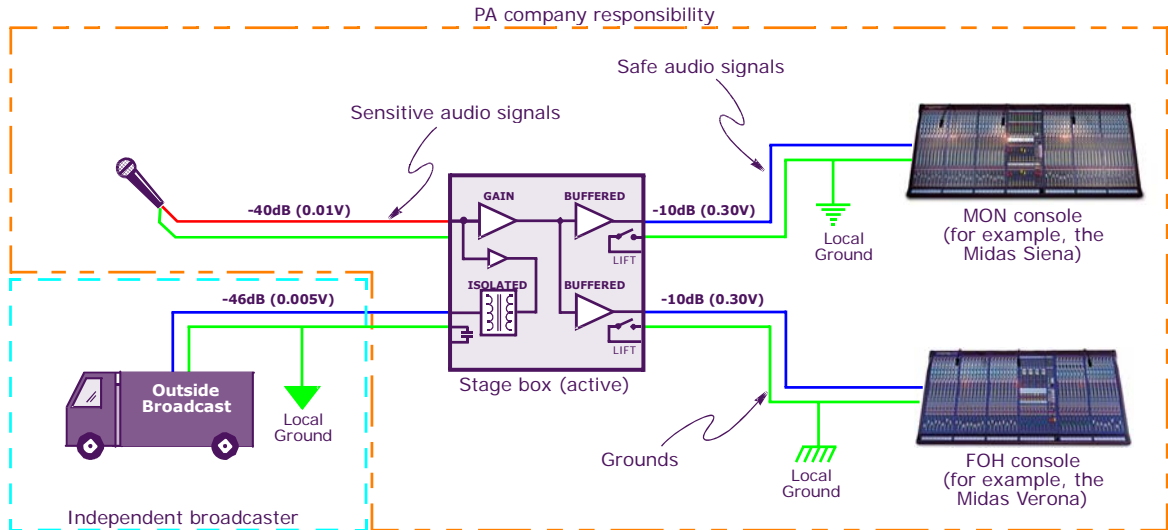 PA company responsibility
Safe audio signals
Sensitive audio signals
GAIN
BUFFERED
-40dB (0.01V)
-10dB (0.30V)
LIFT
Local
Ground
MON console
(for example, the
Midas Siena)
-46dB (0.005V)
ISOLATED
BUFFERED
-10dB (0.30V)
LIFT
Stage box (active)
Outside
Broadcast
Local
Ground
Grounds
Local
Ground
FOH console
(for example, the
Midas Verona)
Independent broadcaster